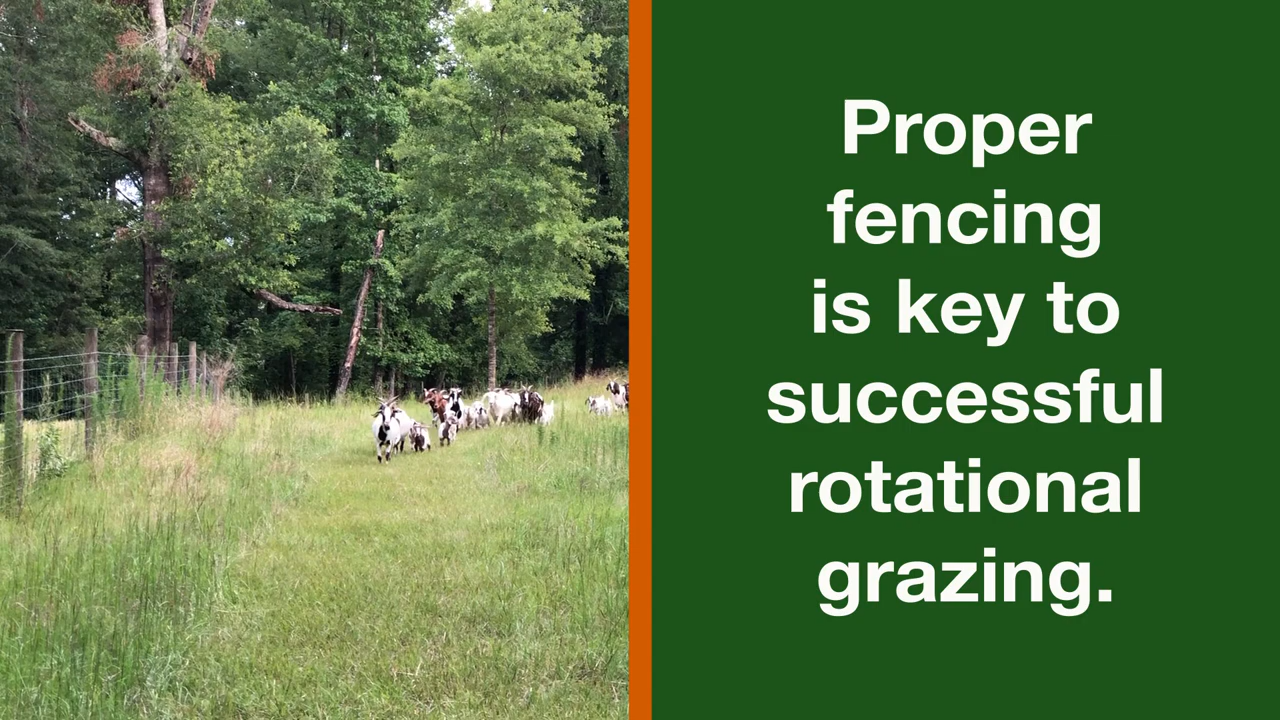 Proper
fencing
is key to
successful
rotational
grazing.